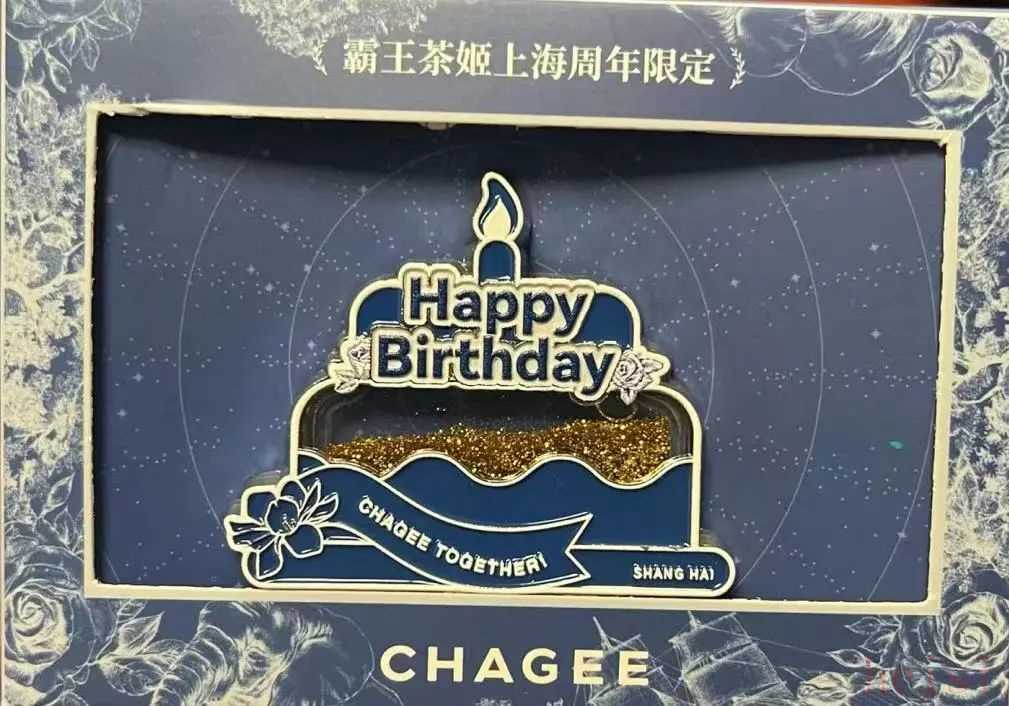 霸王茶姬上海周年限定
Happy
Birthday
CHAGEE TOGETHER!
SHANG HAI
CHAGEE